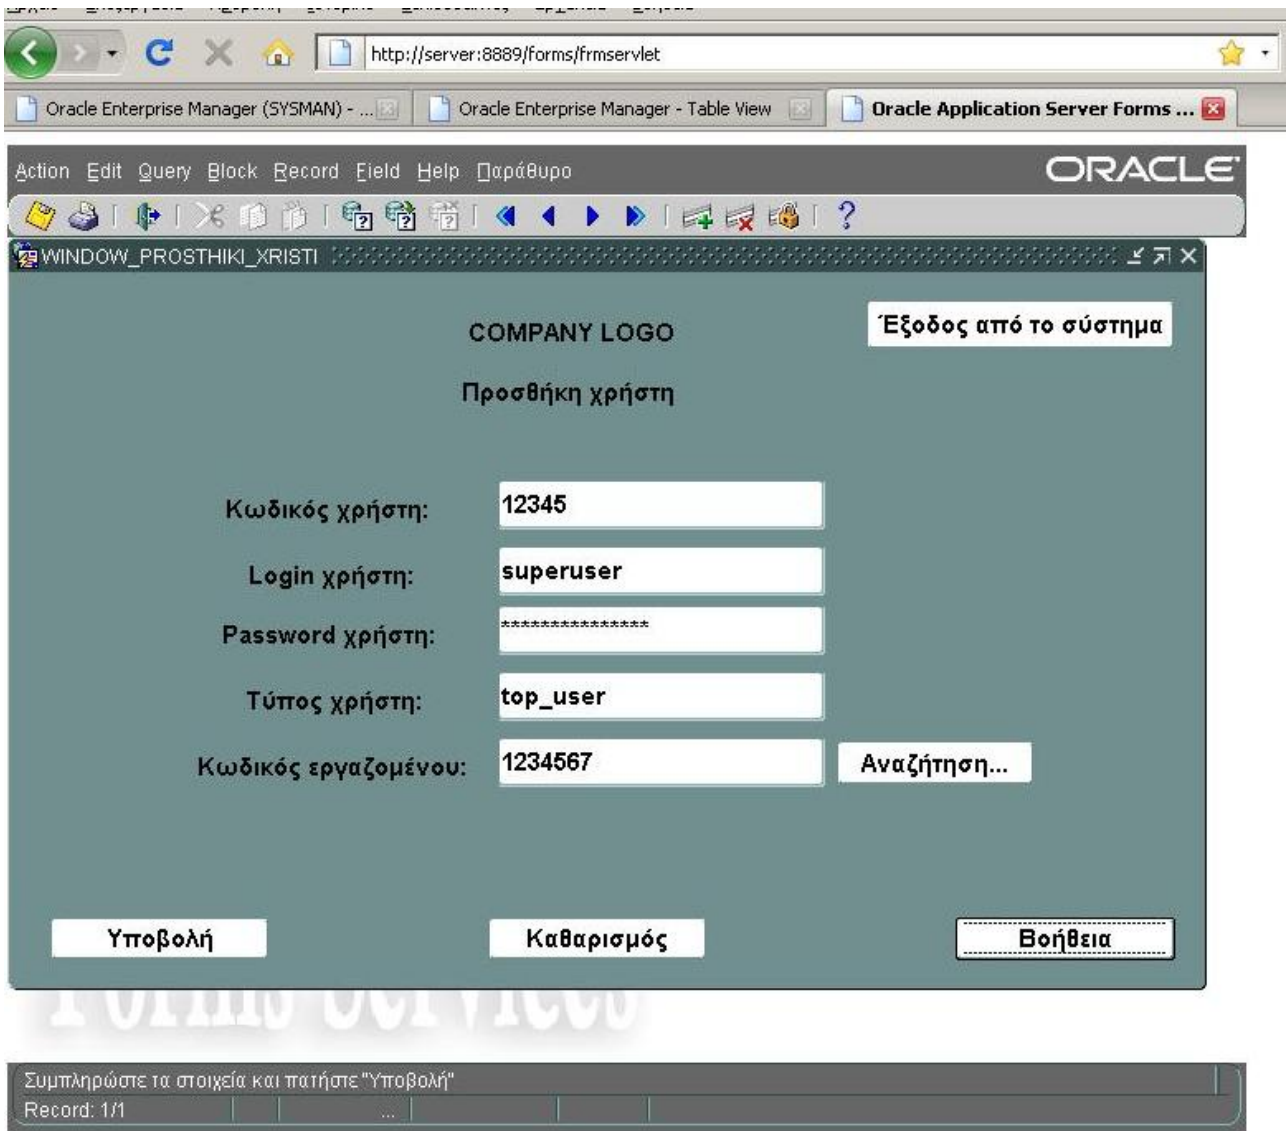 http://server:8889/forms/frmservlet
Oracle Enterprise Manager (SYSMAN) - ... Oracle Enterprise Manager - Table View Oracle Application Server Forms ...
Action Edit Query Block Record Field Help Παράθυρο ORACLE
WINDOW_PROSTHIKI_XRISTI
Έξοδος από το σύστημα
COMPANY LOGO
Προσθήκη χρήστη
Κωδικός χρήστη: 12345
Login χρήστη: superuser
Password χρήστη: ***************
Τύπος χρήστη: top_user
Κωδικός εργαζομένου: 1234567 Αναζήτηση...
Υποβολή Καθαρισμός Βοήθεια
Forms Services
Συμπληρώστε τα στοιχεία και πατήστε "Υποβολή"
Record: 1/1 ...